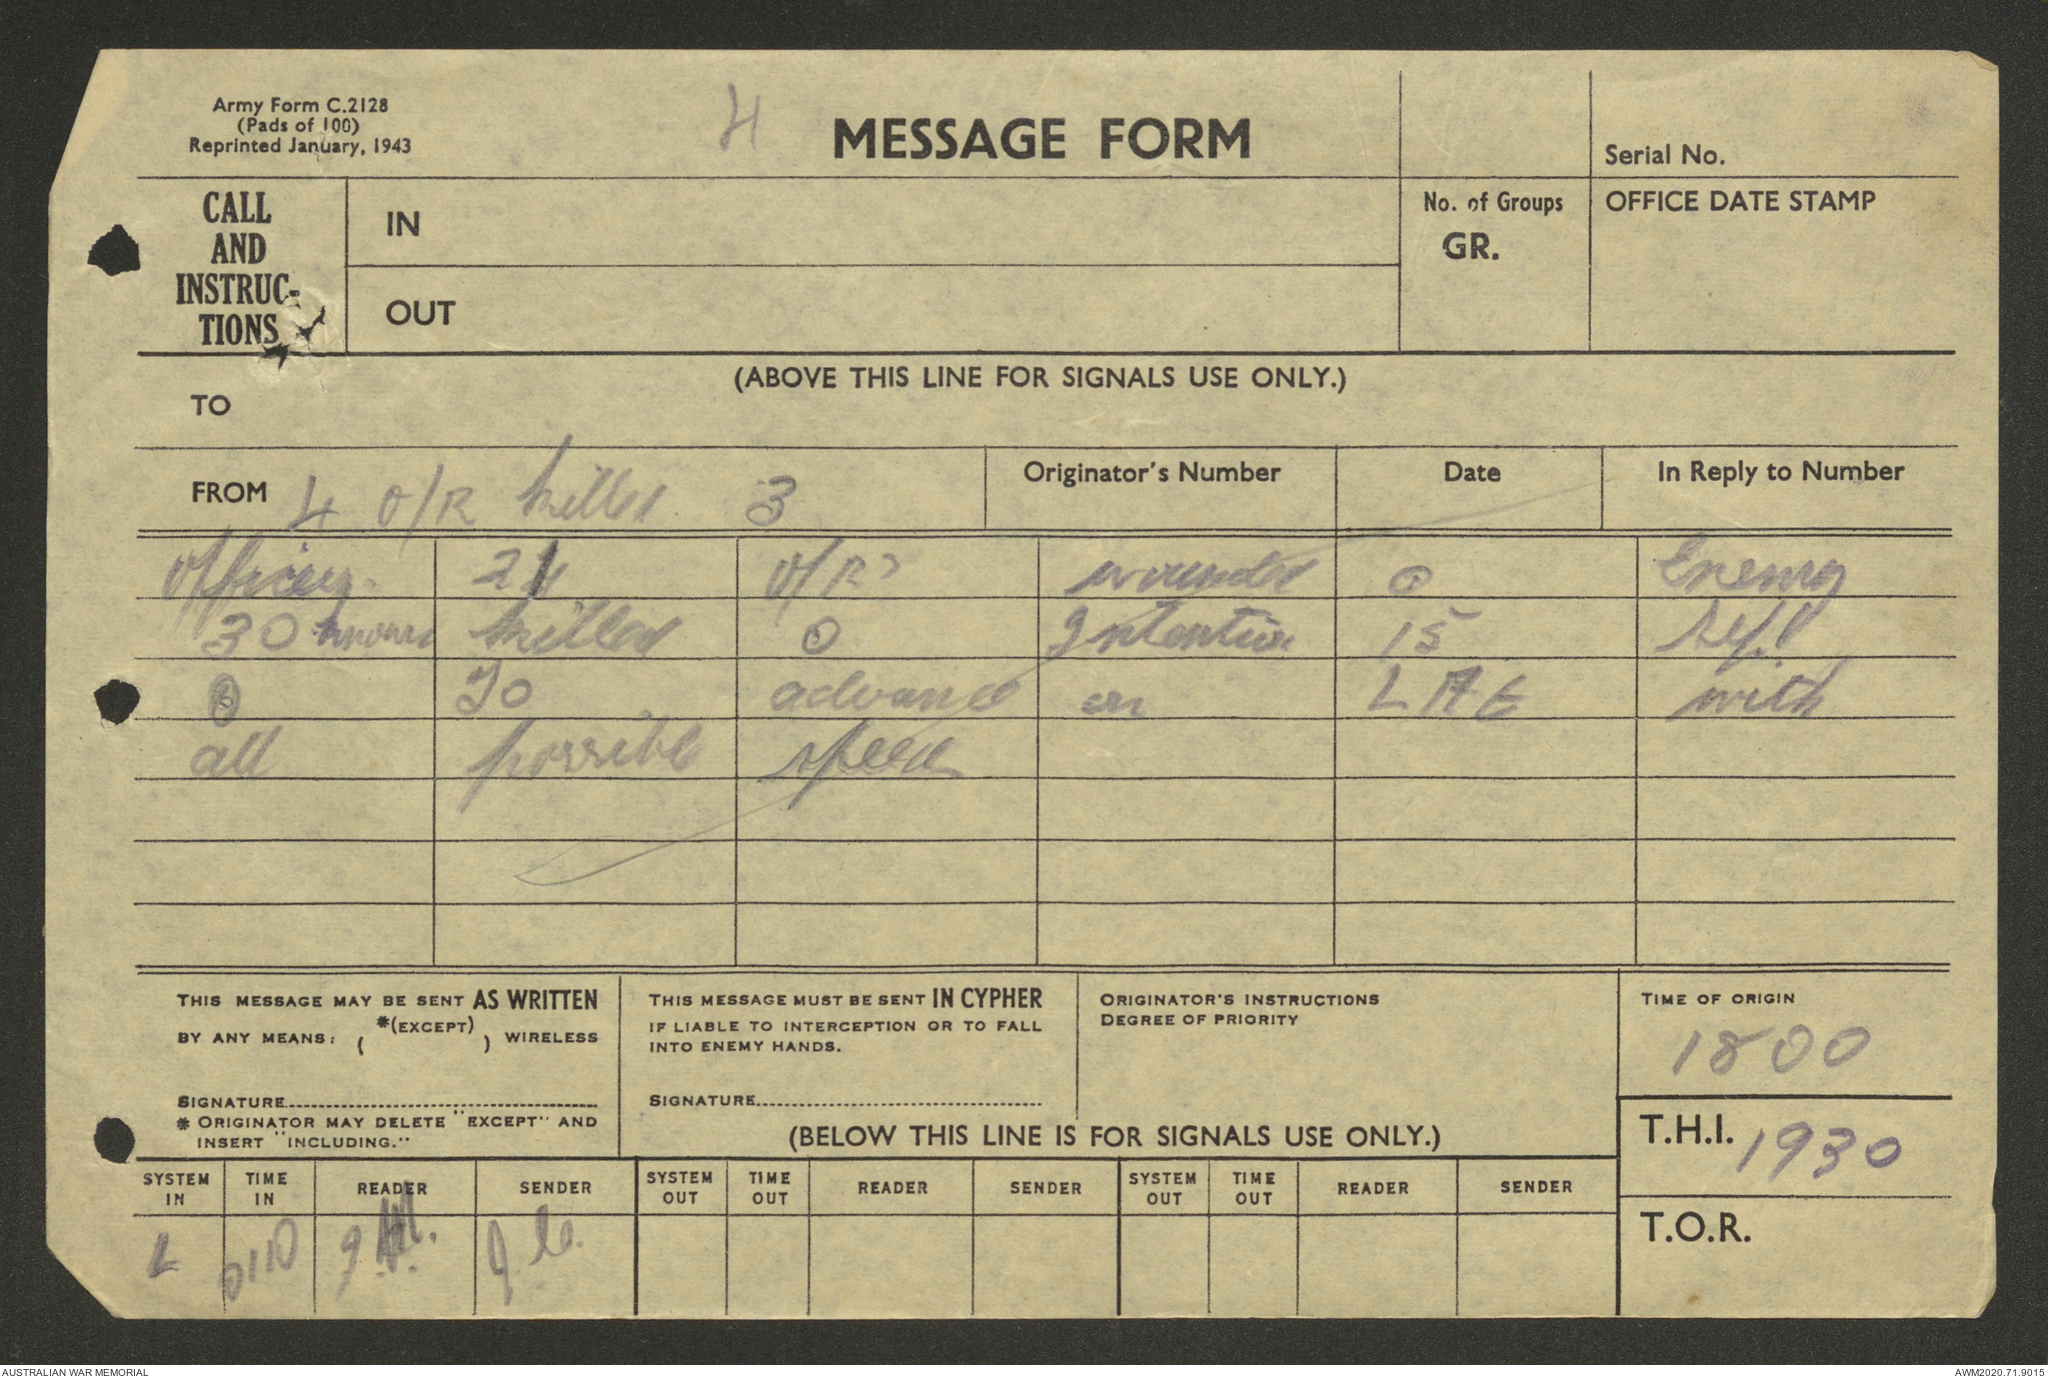 Army Form C.2128
(Pads of 100)
Reprinted January, 1943
4
MESSAGE FORM
Serial No.
CALL
AND
INSTRUC-
TIONS
IN
OUT
No. of Groups
GR.
OFFICE DATE STAMP
(ABOVE THIS LINE FOR SIGNALS USE ONLY.)
TO
FROM 4 O/R killed 3
Originator's Number
Date
In Reply to Number
Officers 24 O/Rs wounded 0 Enemy
30 known killed 0 Intention 15 Sept
0 To advance on LAE with
all possible speed
THIS MESSAGE MAY BE SENT AS WRITTEN
BY ANY MEANS: ( *(EXCEPT) ) WIRELESS
SIGNATURE
* ORIGINATOR MAY DELETE "EXCEPT" AND
INSERT "INCLUDING."
THIS MESSAGE MUST BE SENT IN CYPHER
IF LIABLE TO INTERCEPTION OR TO FALL
INTO ENEMY HANDS.
SIGNATURE
ORIGINATOR'S INSTRUCTIONS
DEGREE OF PRIORITY
TIME OF ORIGIN
1800
(BELOW THIS LINE IS FOR SIGNALS USE ONLY.)
T.H.I. 1930
T.O.R.
SYSTEM IN TIME IN READER SENDER SYSTEM OUT TIME OUT READER SENDER SYSTEM OUT TIME OUT READER SENDER
L
AUSTRALIAN WAR MEMORIAL
AWM2020.71.9015